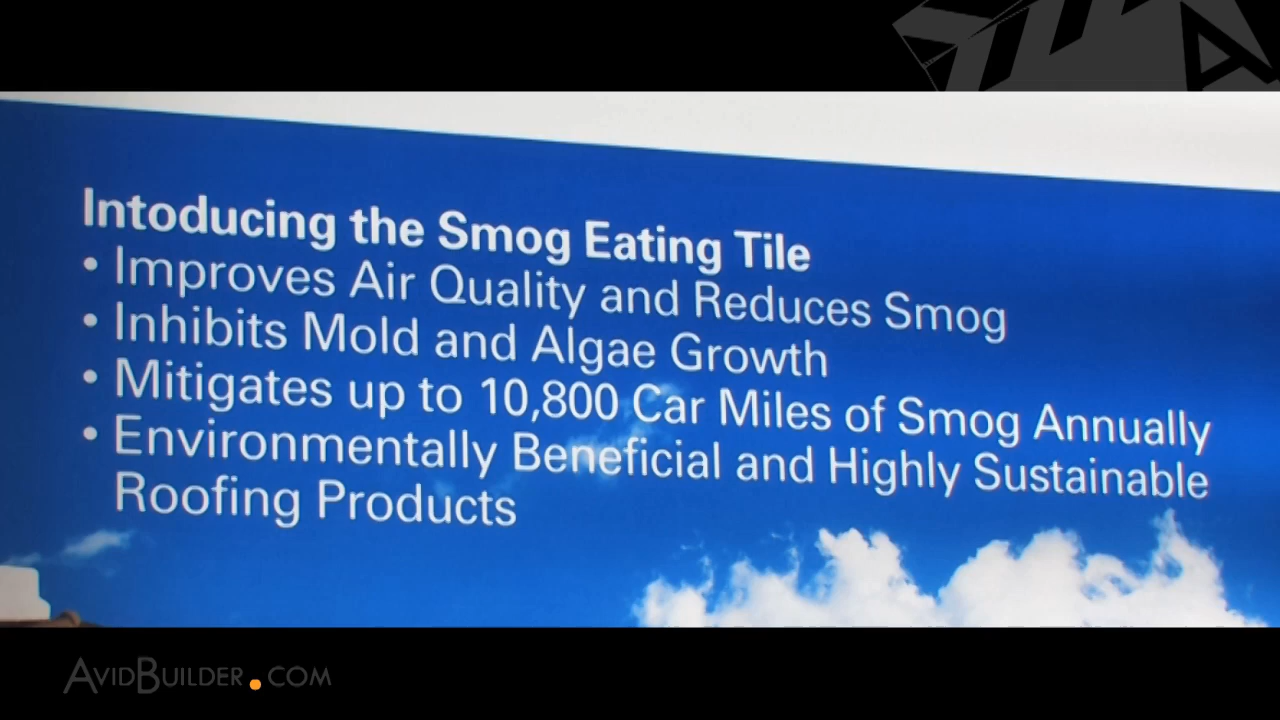 Intoducing the Smog Eating Tile
• Improves Air Quality and Reduces Smog
• Inhibits Mold and Algae Growth
• Mitigates up to 10,800 Car Miles of Smog Annually
• Environmentally Beneficial and Highly Sustainable
Roofing Products
AVIDBUILDER.COM